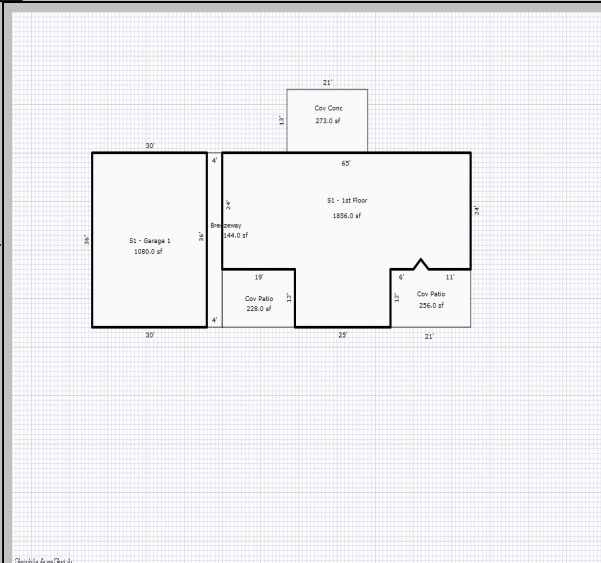 21'
Cov Conc
13'
273.0 sf
30'
4'
65'
24'
S1 - 1st Floor
24'
1856.0 sf
Breezeway
144.0 sf
36'
S1 - Garage 1
36'
1080.0 sf
19'
6'
11'
Cov Patio
12'
12'
Cov Patio
228.0 sf
256.0 sf
4'
30'
25'
21'